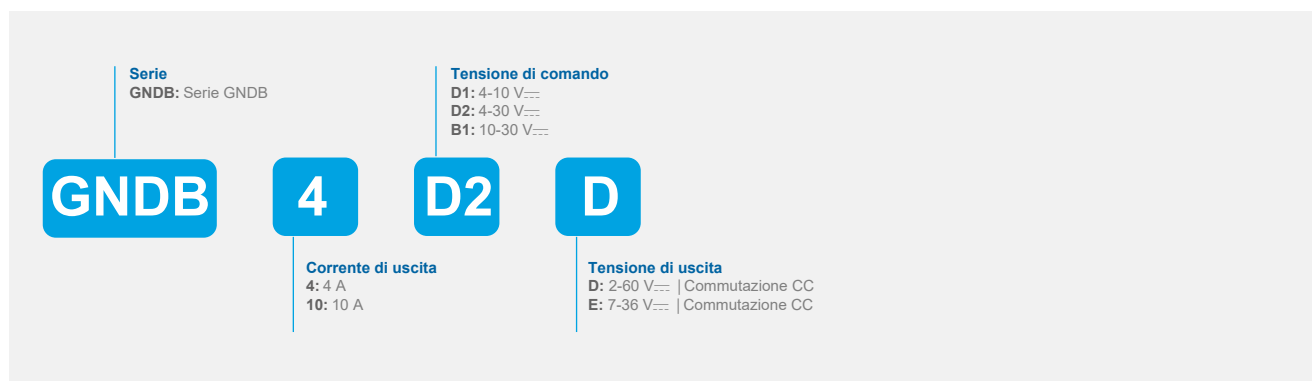 Serie
GNDB: Serie GNDB
Tensione di comando
D1: 4-10 V⎓
D2: 4-30 V⎓
B1: 10-30 V⎓
GNDB 4 D2 D
Corrente di uscita
4: 4 A
10: 10 A
Tensione di uscita
D: 2-60 V⎓ | Commutazione CC
E: 7-36 V⎓ | Commutazione CC